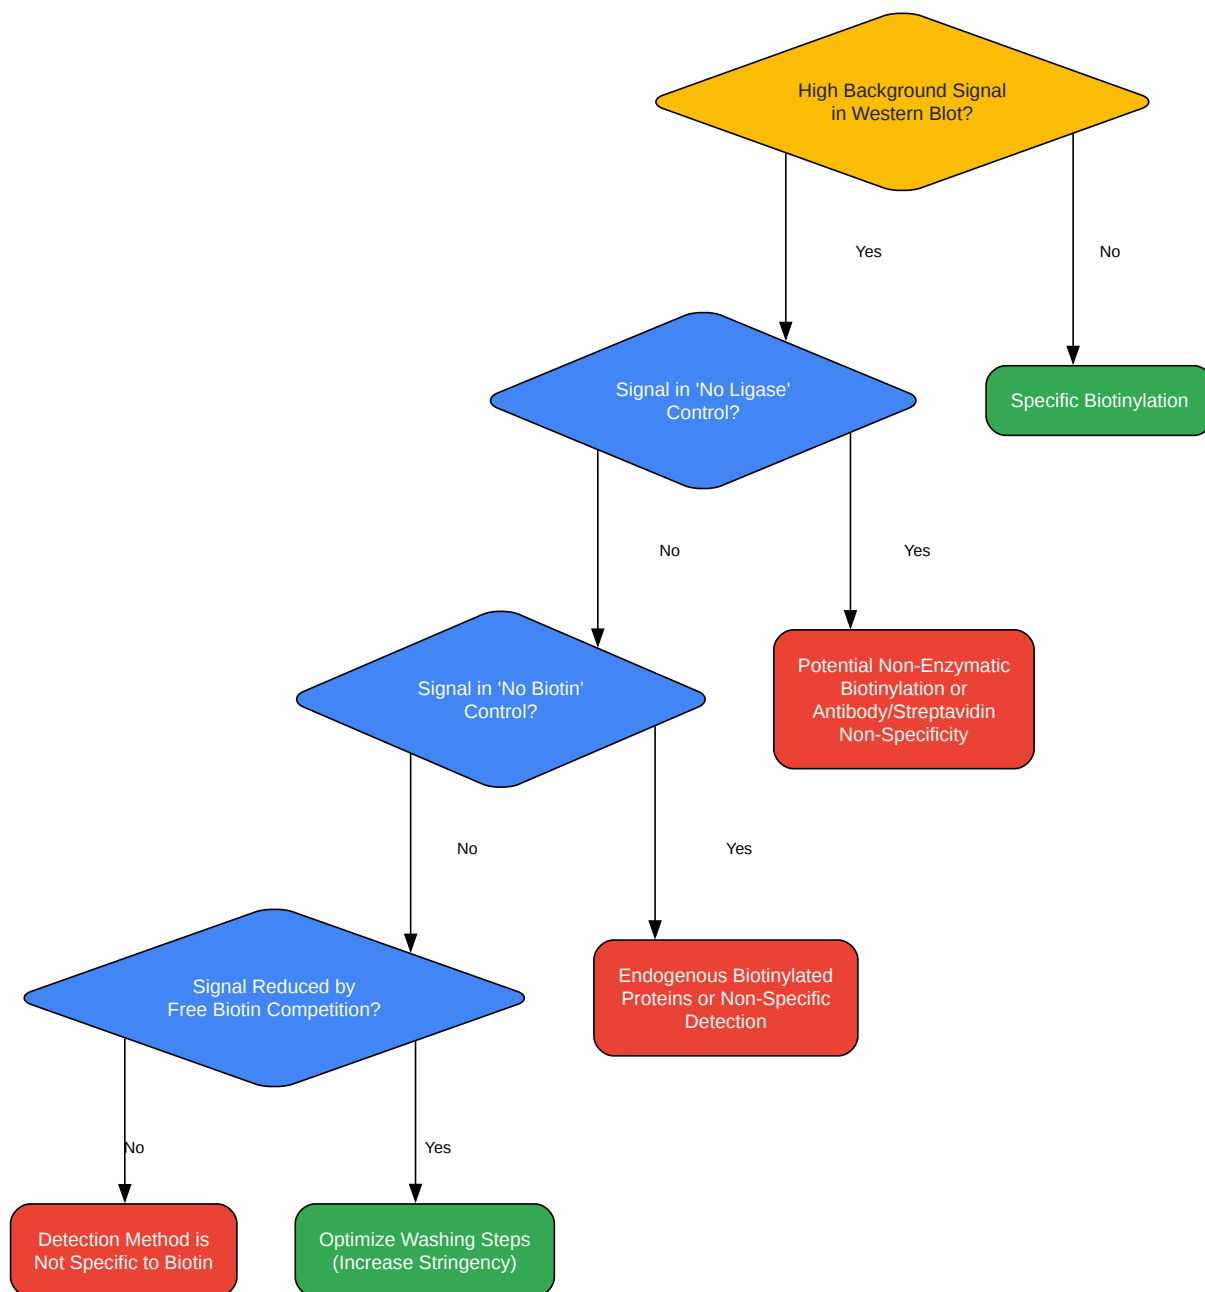 High Background Signal
in Western Blot?
Yes
No
Signal in 'No Ligase'
Control?
Specific Biotinylation
No
Yes
Signal in 'No Biotin'
Control?
Potential Non-Enzymatic
Biotinylation or
Antibody/Streptavidin
Non-Specificity
No
Yes
Signal Reduced by
Free Biotin Competition?
Endogenous Biotinylated
Proteins or Non-Specific
Detection
No
Yes
Detection Method is
Not Specific to Biotin
Optimize Washing Steps
(Increase Stringency)